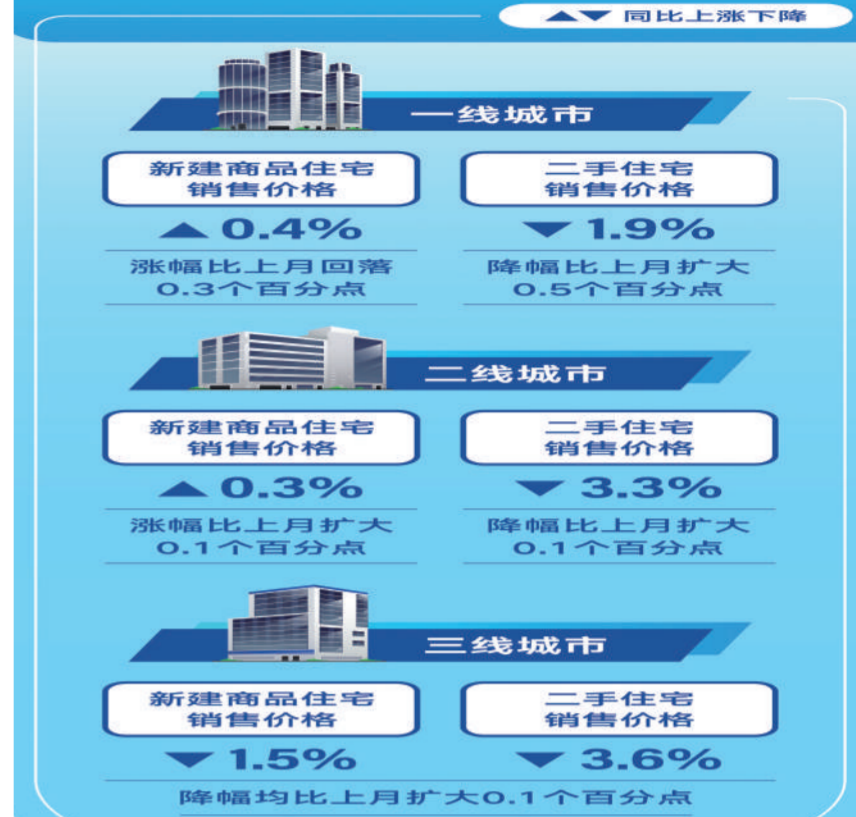 ▲▼ 同比上涨下降
一线城市
新建商品住宅
销售价格
▲0.4%
涨幅比上月回落
0.3个百分点
二手住宅
销售价格
▼1.9%
降幅比上月扩大
0.5个百分点
二线城市
新建商品住宅
销售价格
▲0.3%
涨幅比上月扩大
0.1个百分点
二手住宅
销售价格
▼3.3%
降幅比上月扩大
0.1个百分点
三线城市
新建商品住宅
销售价格
▼1.5%
二手住宅
销售价格
▼3.6%
降幅均比上月扩大0.1个百分点